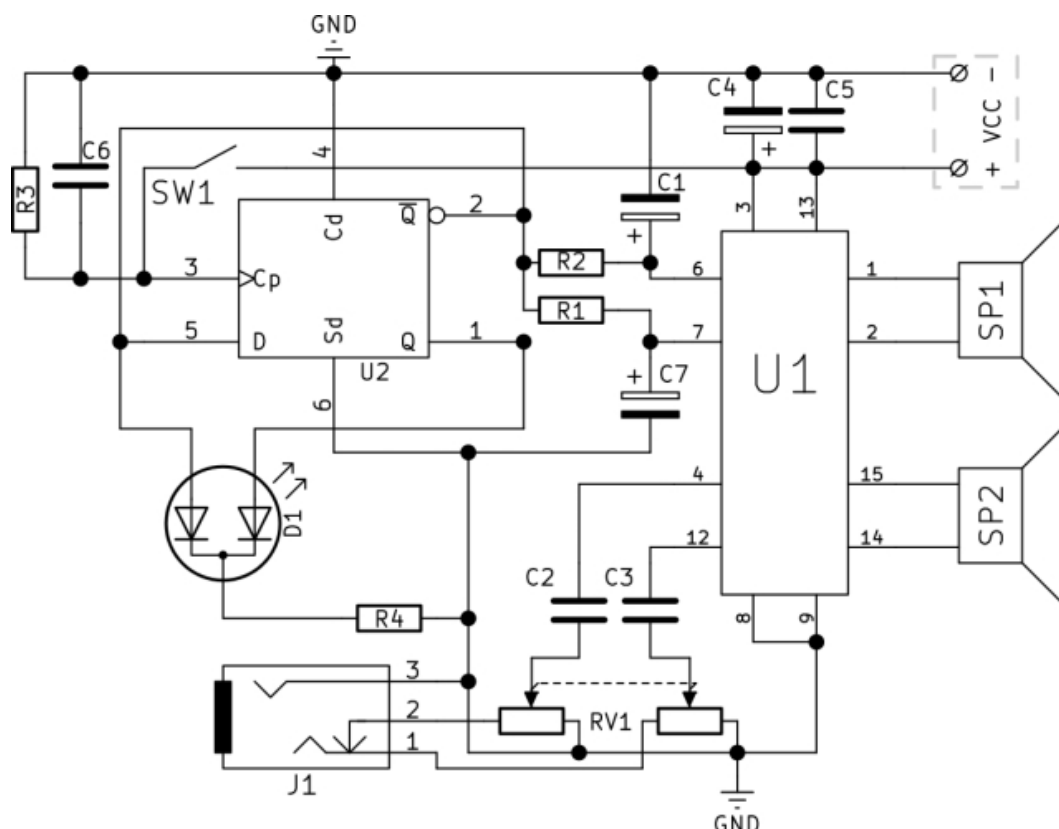 GND
C4
C5
−
VCC
+
C6
4
SW1
R3
C1
+
+
3
13
Cd
Q̅
2
3
Cp
R2
6
1
SP1
R1
5
D
Sd
Q
1
7
2
U2
+
C7
U1
6
4
15
D1
12
14
SP2
C2
C3
R4
8
9
3
2
RV1
1
J1
GND